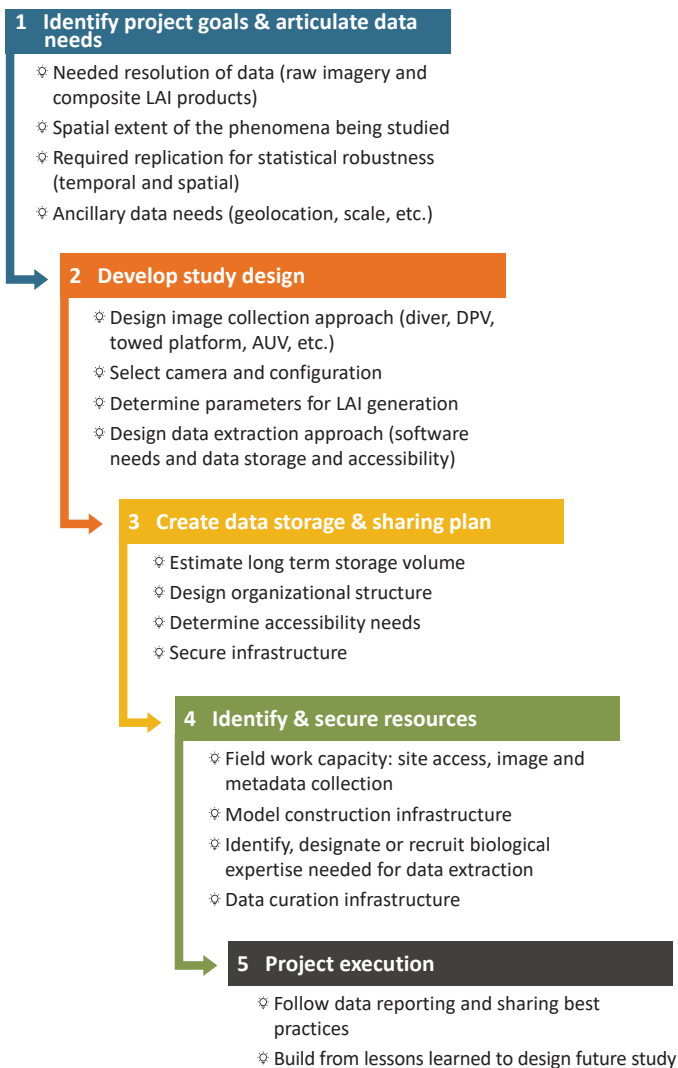 1 Identify project goals & articulate data
needs
Needed resolution of data (raw imagery and
composite LAI products)
Spatial extent of the phenomena being studied
Required replication for statistical robustness
(temporal and spatial)
Ancillary data needs (geolocation, scale, etc.)
2 Develop study design
Design image collection approach (diver, DPV,
towed platform, AUV, etc.)
Select camera and configuration
Determine parameters for LAI generation
Design data extraction approach (software
needs and data storage and accessibility)
3 Create data storage & sharing plan
Estimate long term storage volume
Design organizational structure
Determine accessibility needs
Secure infrastructure
4 Identify & secure resources
Field work capacity: site access, image and
metadata collection
Model construction infrastructure
Identify, designate or recruit biological
expertise needed for data extraction
Data curation infrastructure
5 Project execution
Follow data reporting and sharing best
practices
Build from lessons learned to design future study